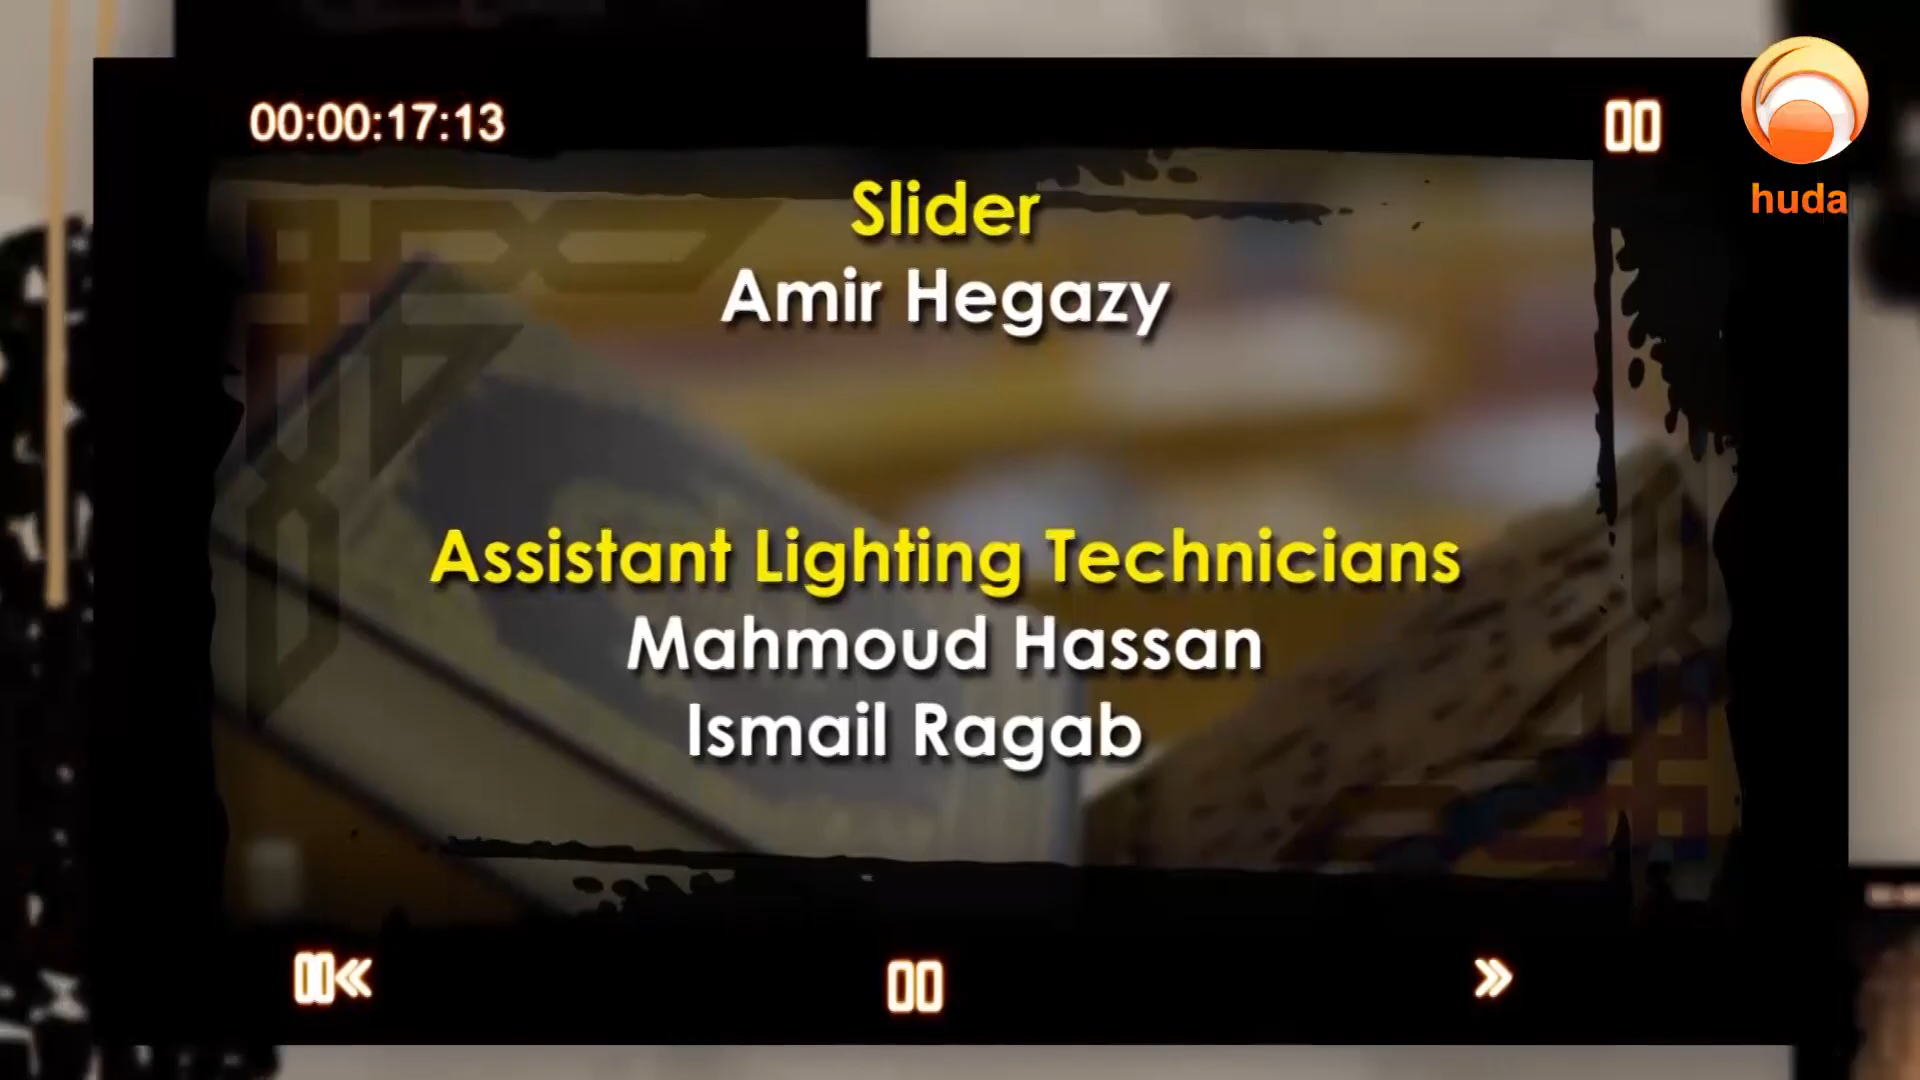 00:00:17:13
huda
Slider
Amir Hegazy
Assistant Lighting Technicians
Mahmoud Hassan
Ismail Ragab